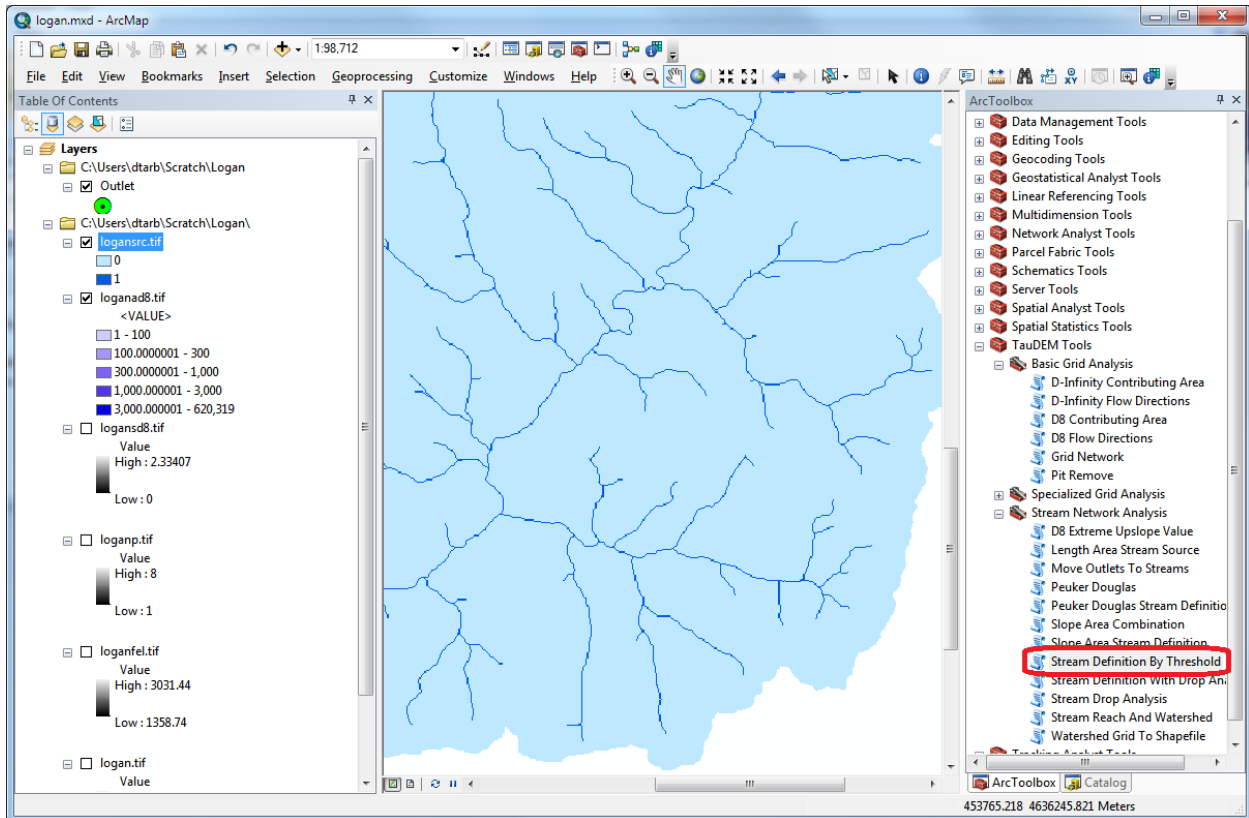 logan.mxd - ArcMap
1:98,712
File Edit View Bookmarks Insert Selection Geoprocessing Customize Windows Help
Table Of Contents
Layers
C:\Users\dtarb\Scratch\Logan
Outlet
C:\Users\dtarb\Scratch\Logan\
logansrc.tif
0
1
loganad8.tif
<VALUE>
1 - 100
100.0000001 - 300
300.0000001 - 1,000
1,000.000001 - 3,000
3,000.000001 - 620,319
logansd8.tif
Value
High : 2.33407
Low : 0
loganp.tif
Value
High : 8
Low : 1
loganfel.tif
Value
High : 3031.44
Low : 1358.74
logan.tif
Value
ArcToolbox
Data Management Tools
Editing Tools
Geocoding Tools
Geostatistical Analyst Tools
Linear Referencing Tools
Multidimension Tools
Network Analyst Tools
Parcel Fabric Tools
Schematics Tools
Server Tools
Spatial Analyst Tools
Spatial Statistics Tools
TauDEM Tools
Basic Grid Analysis
D-Infinity Contributing Area
D-Infinity Flow Directions
D8 Contributing Area
D8 Flow Directions
Grid Network
Pit Remove
Specialized Grid Analysis
Stream Network Analysis
D8 Extreme Upslope Value
Length Area Stream Source
Move Outlets To Streams
Peuker Douglas
Peuker Douglas Stream Definitio
Slope Area Combination
Slope Area Stream Definition
Stream Definition By Threshold
Stream Definition With Drop Ana
Stream Drop Analysis
Stream Reach And Watershed
Watershed Grid To Shapefile
Tracking Analyst Tools
ArcToolbox Catalog
453765.218 4636245.821 Meters